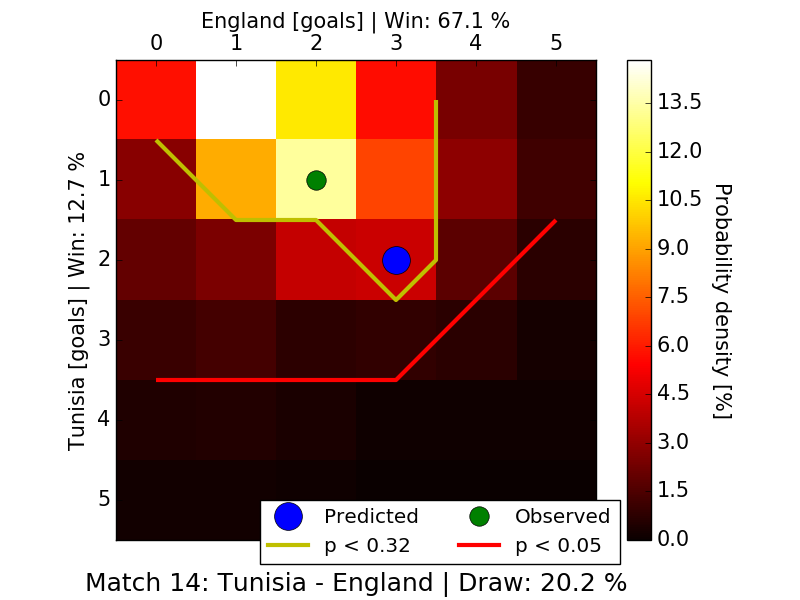 England [goals] | Win: 67.1 %
0 1 2 3 4 5
0
1
2
3
4
5
Tunisia [goals] | Win: 12.7 %
13.5
12.0
10.5
9.0
7.5
6.0
4.5
3.0
1.5
0.0
Probability density [%]
Predicted Observed
p < 0.32 p < 0.05
Match 14: Tunisia - England | Draw: 20.2 %